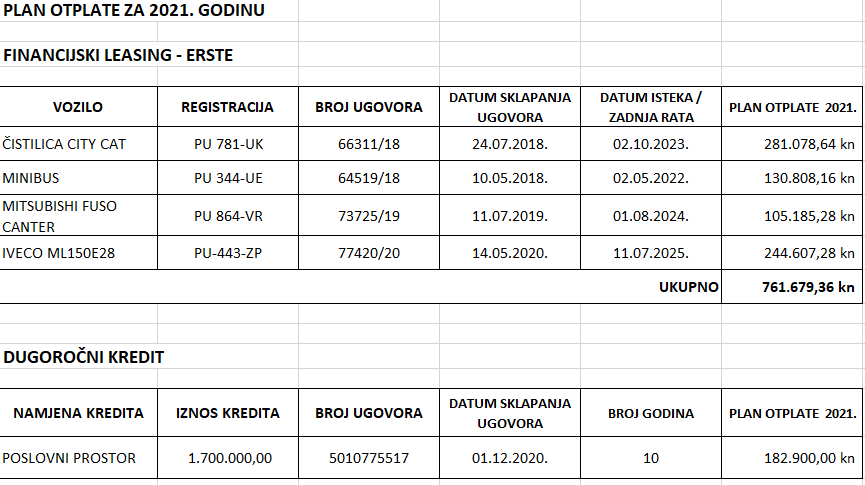 PLAN OTPLATE ZA 2021. GODINU
FINANCIJSKI LEASING - ERSTE
VOZILO REGISTRACIJA BROJ UGOVORA DATUM SKLAPANJA UGOVORA DATUM ISTEKA / ZADNJA RATA PLAN OTPLATE 2021.
ČISTILICA CITY CAT PU 781-UK 66311/18 24.07.2018. 02.10.2023. 281.078,64 kn
MINIBUS PU 344-UE 64519/18 10.05.2018. 02.05.2022. 130.808,16 kn
MITSUBISHI FUSO CANTER PU 864-VR 73725/19 11.07.2019. 01.08.2024. 105.185,28 kn
IVECO ML150E28 PU-443-ZP 77420/20 14.05.2020. 11.07.2025. 244.607,28 kn
UKUPNO 761.679,36 kn
DUGOROČNI KREDIT
NAMJENA KREDITA IZNOS KREDITA BROJ UGOVORA DATUM SKLAPANJA UGOVORA BROJ GODINA PLAN OTPLATE 2021.
POSLOVNI PROSTOR 1.700.000,00 5010775517 01.12.2020. 10 182.900,00 kn